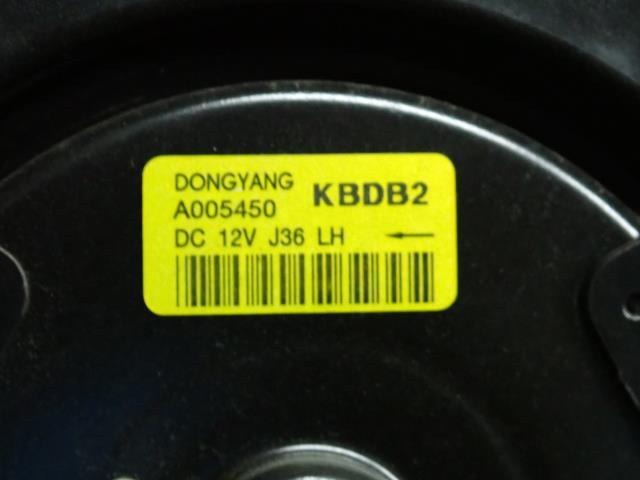 DONGYANG KBDB2
A005450
DC 12V J36 LH ←